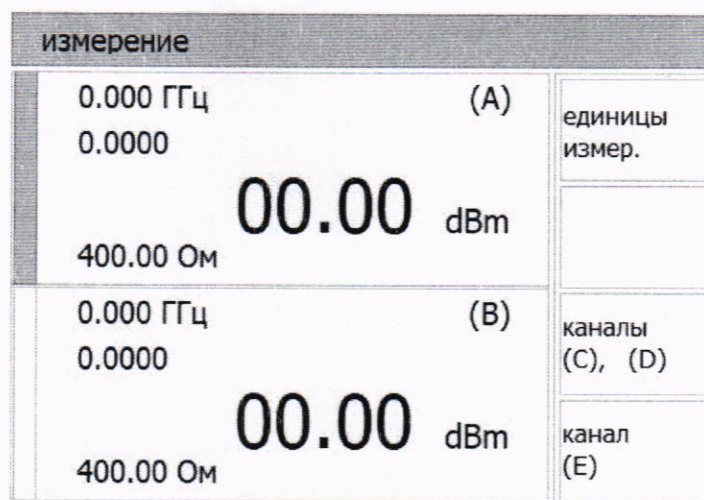 измерение
0.000 ГГц (A)
0.0000
00.00 dBm
400.00 Ом
0.000 ГГц (B)
0.0000
00.00 dBm
400.00 Ом
единицы
измер.
каналы
(C), (D)
канал
(E)